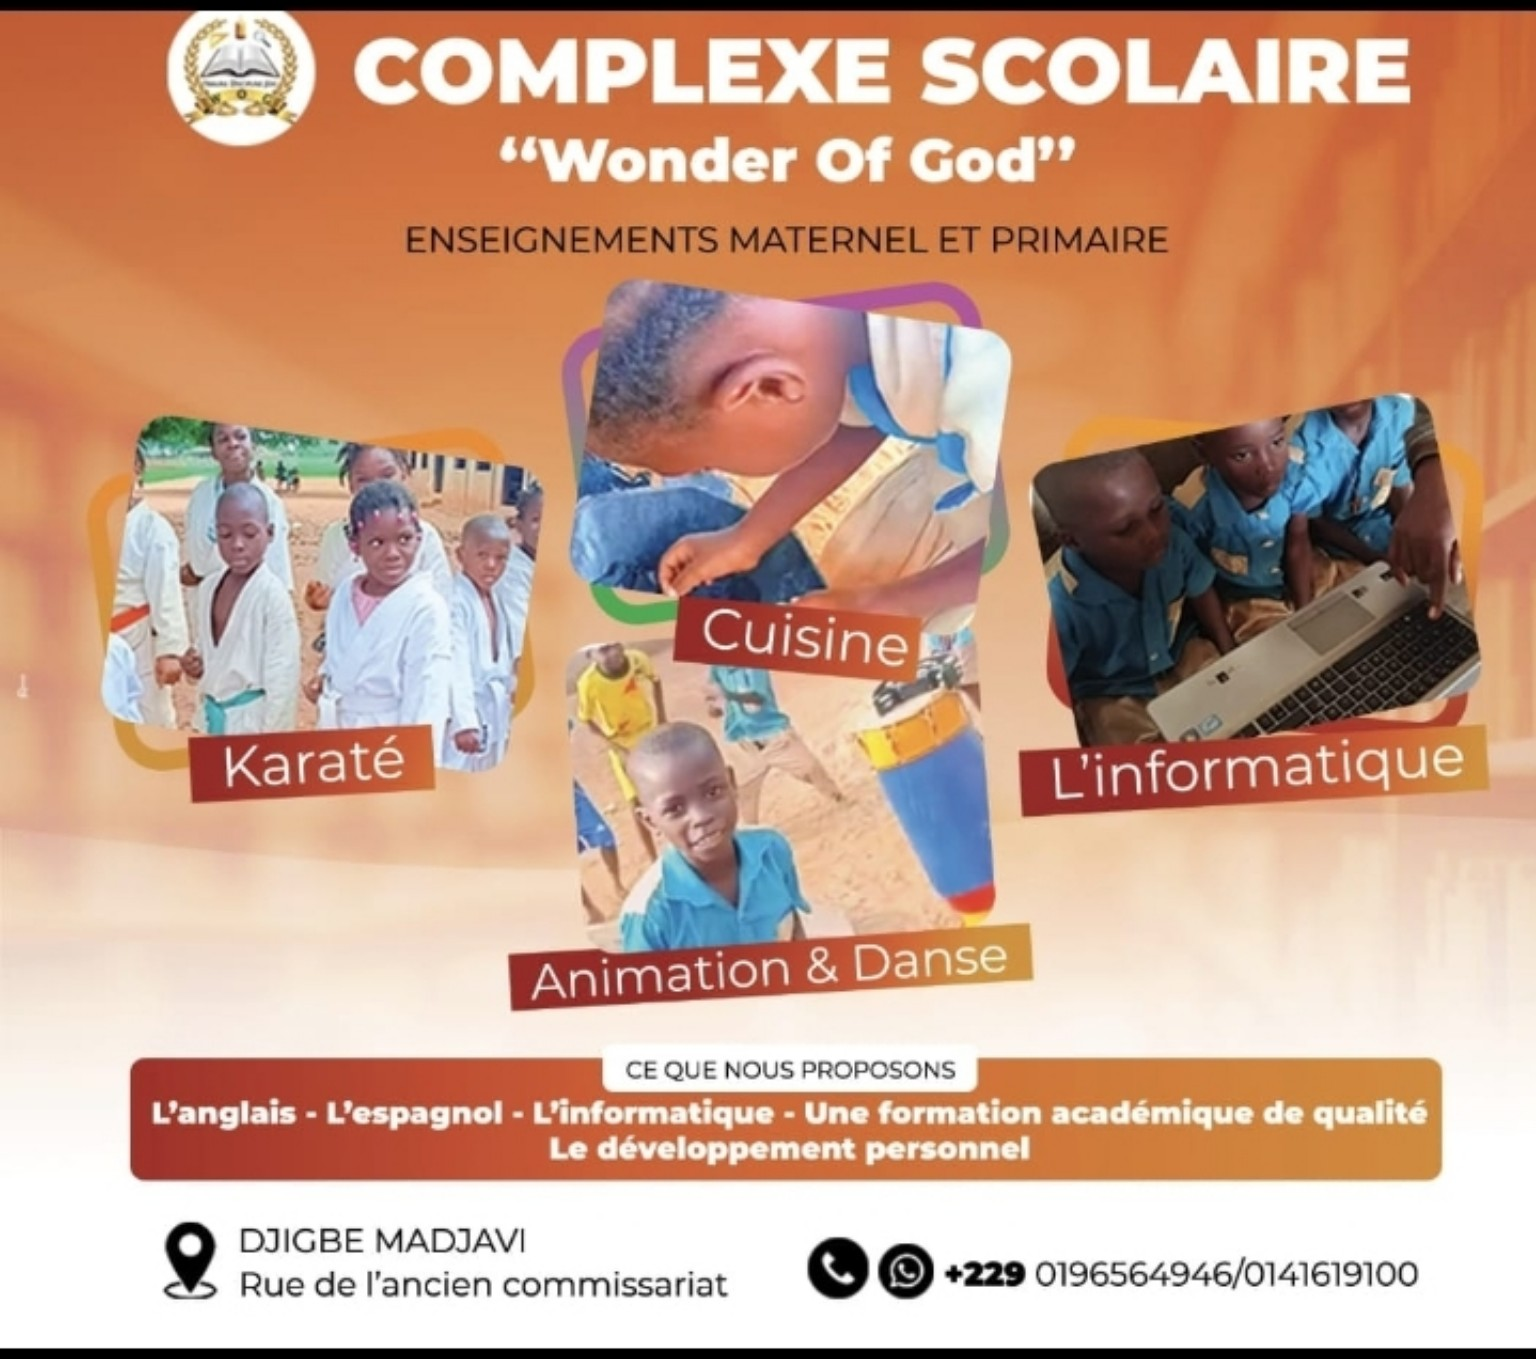 COMPLEXE SCOLAIRE
“Wonder Of God”
ENSEIGNEMENTS MATERNEL ET PRIMAIRE
Cuisine
Karaté
L’informatique
Animation & Danse
CE QUE NOUS PROPOSONS
L’anglais - L’espagnol - L’informatique - Une formation académique de qualité
Le développement personnel
DJIGBE MADJAVI
Rue de l’ancien commissariat
+229 0196564946/0141619100